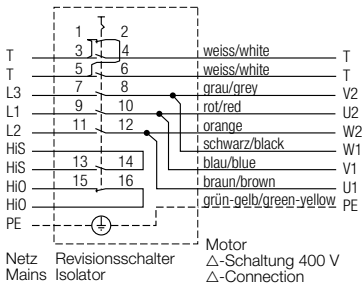 1 2
T 3 4 weiss/white T
T 5 6 weiss/white T
L3 7 8 grau/grey V2
L1 9 10 rot/red U2
L2 11 12 orange W2
HiS schwarz/black W1
HiS 13 14 blau/blue V1
HiO 15 16 braun/brown U1
HiO grün-gelb/green-yellow PE
PE
Netz Revisionsschalter Motor
Mains Isolator △-Schaltung 400 V
△-Connection